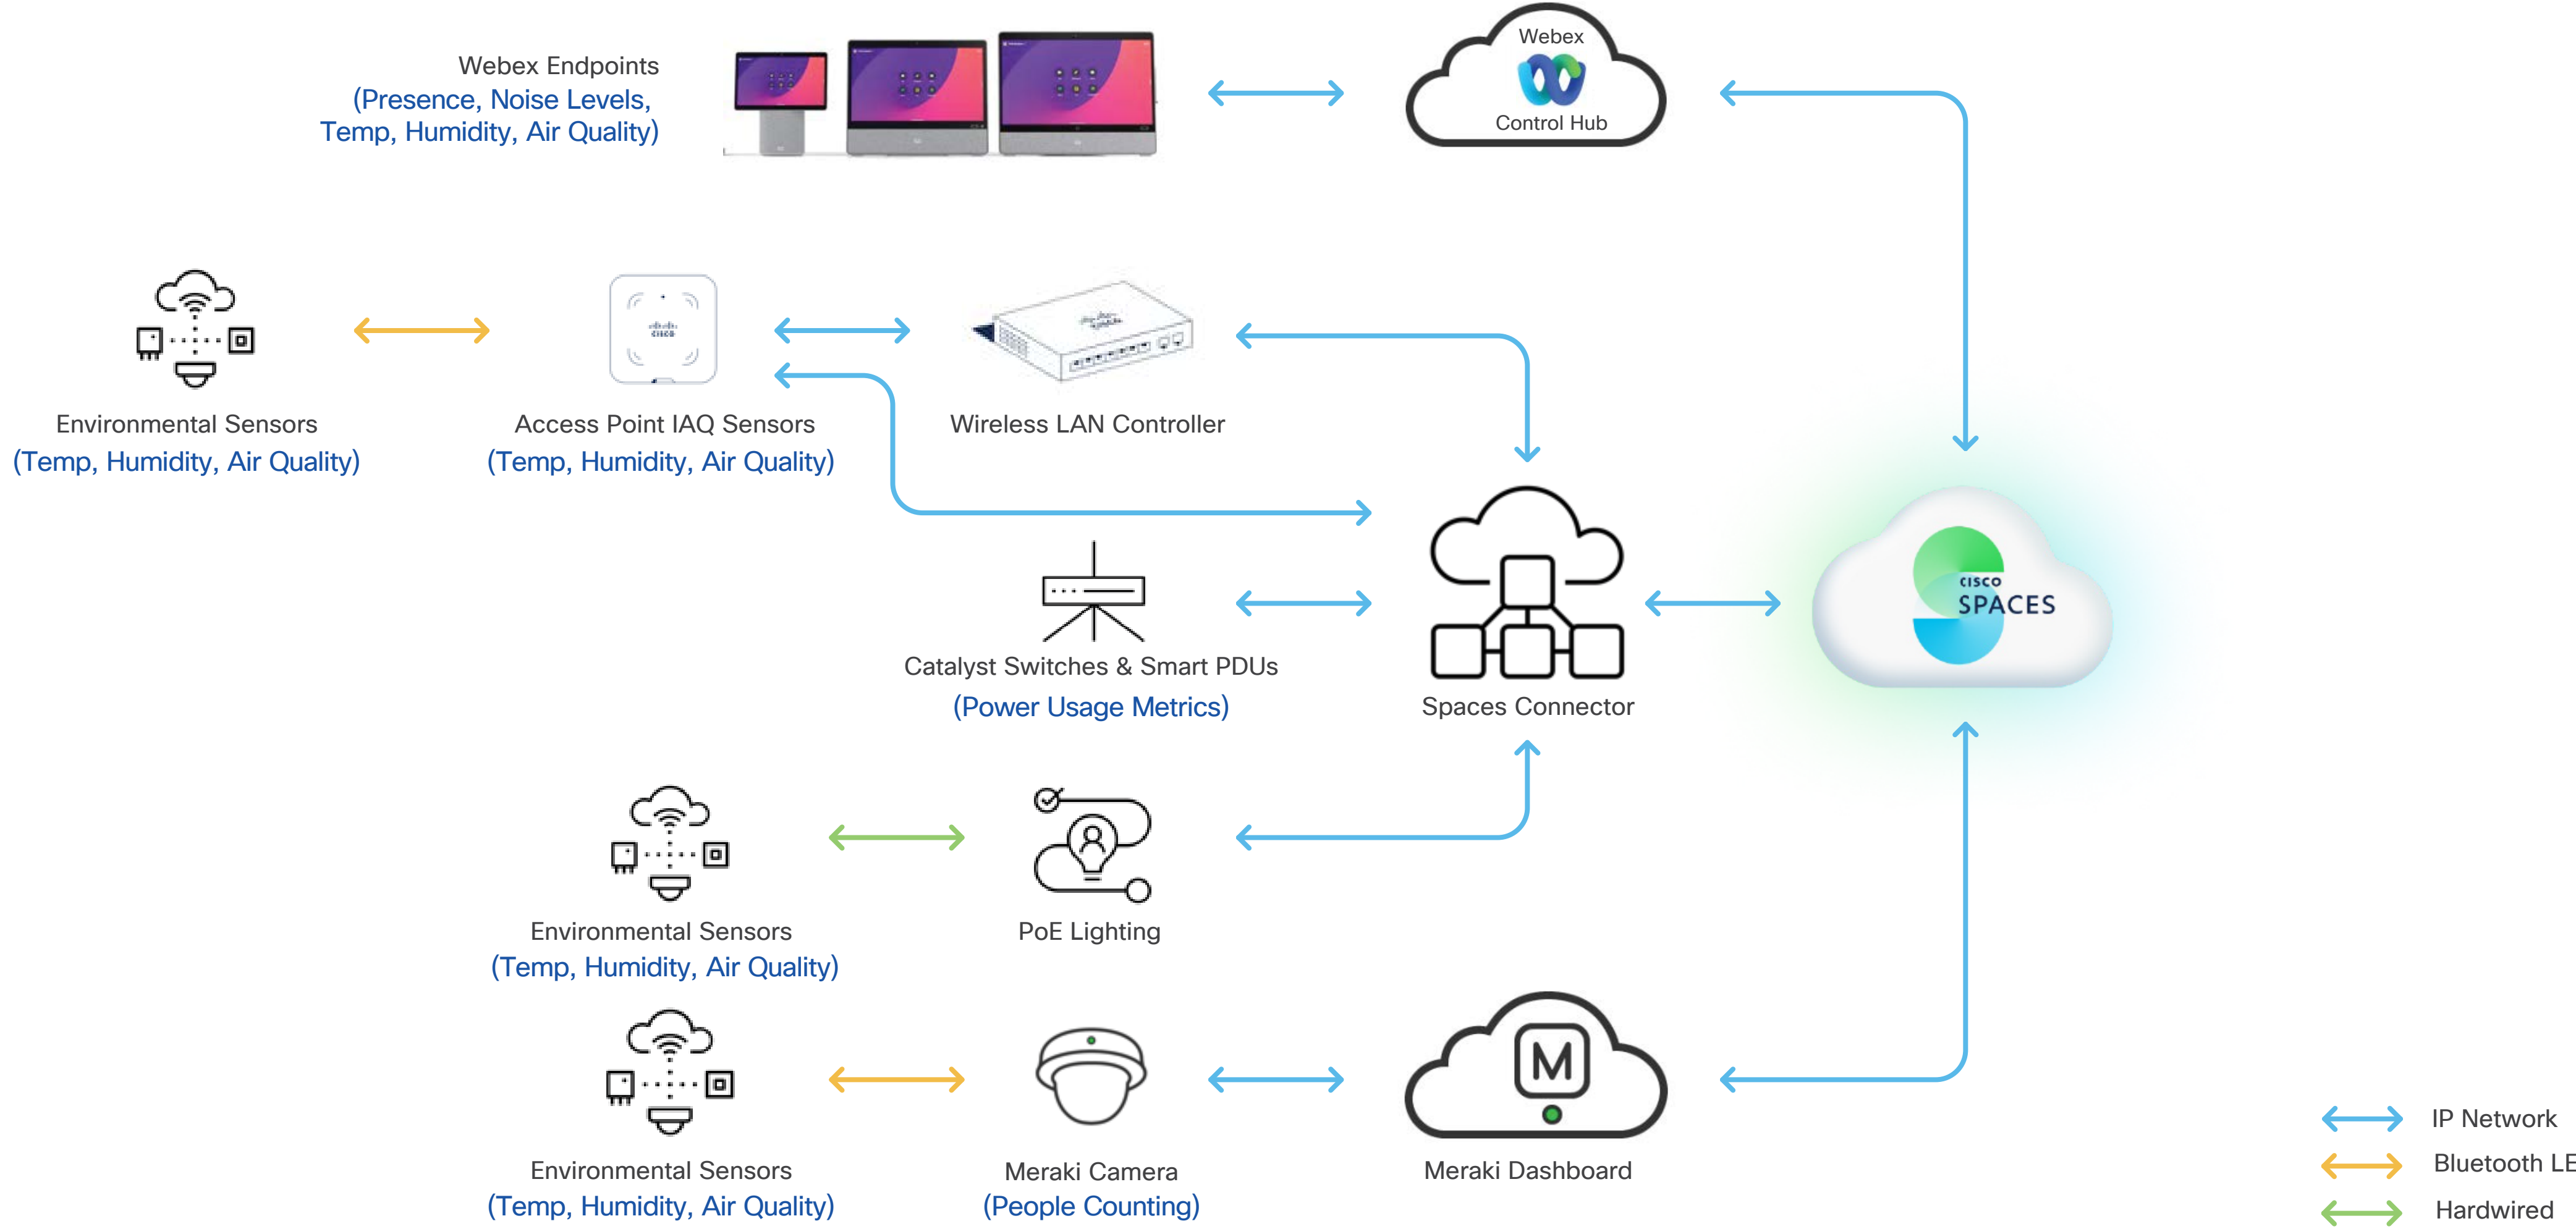 Webex Endpoints
(Presence, Noise Levels,
Temp, Humidity, Air Quality)
Webex
Control Hub
cisco
Environmental Sensors
(Temp, Humidity, Air Quality)
Access Point IAQ Sensors
(Temp, Humidity, Air Quality)
Wireless LAN Controller
CISCO
SPACES
Catalyst Switches & Smart PDUs
(Power Usage Metrics)
Spaces Connector
Environmental Sensors
(Temp, Humidity, Air Quality)
PoE Lighting
M
Environmental Sensors
(Temp, Humidity, Air Quality)
Meraki Camera
(People Counting)
Meraki Dashboard
IP Network
Bluetooth LE
Hardwired